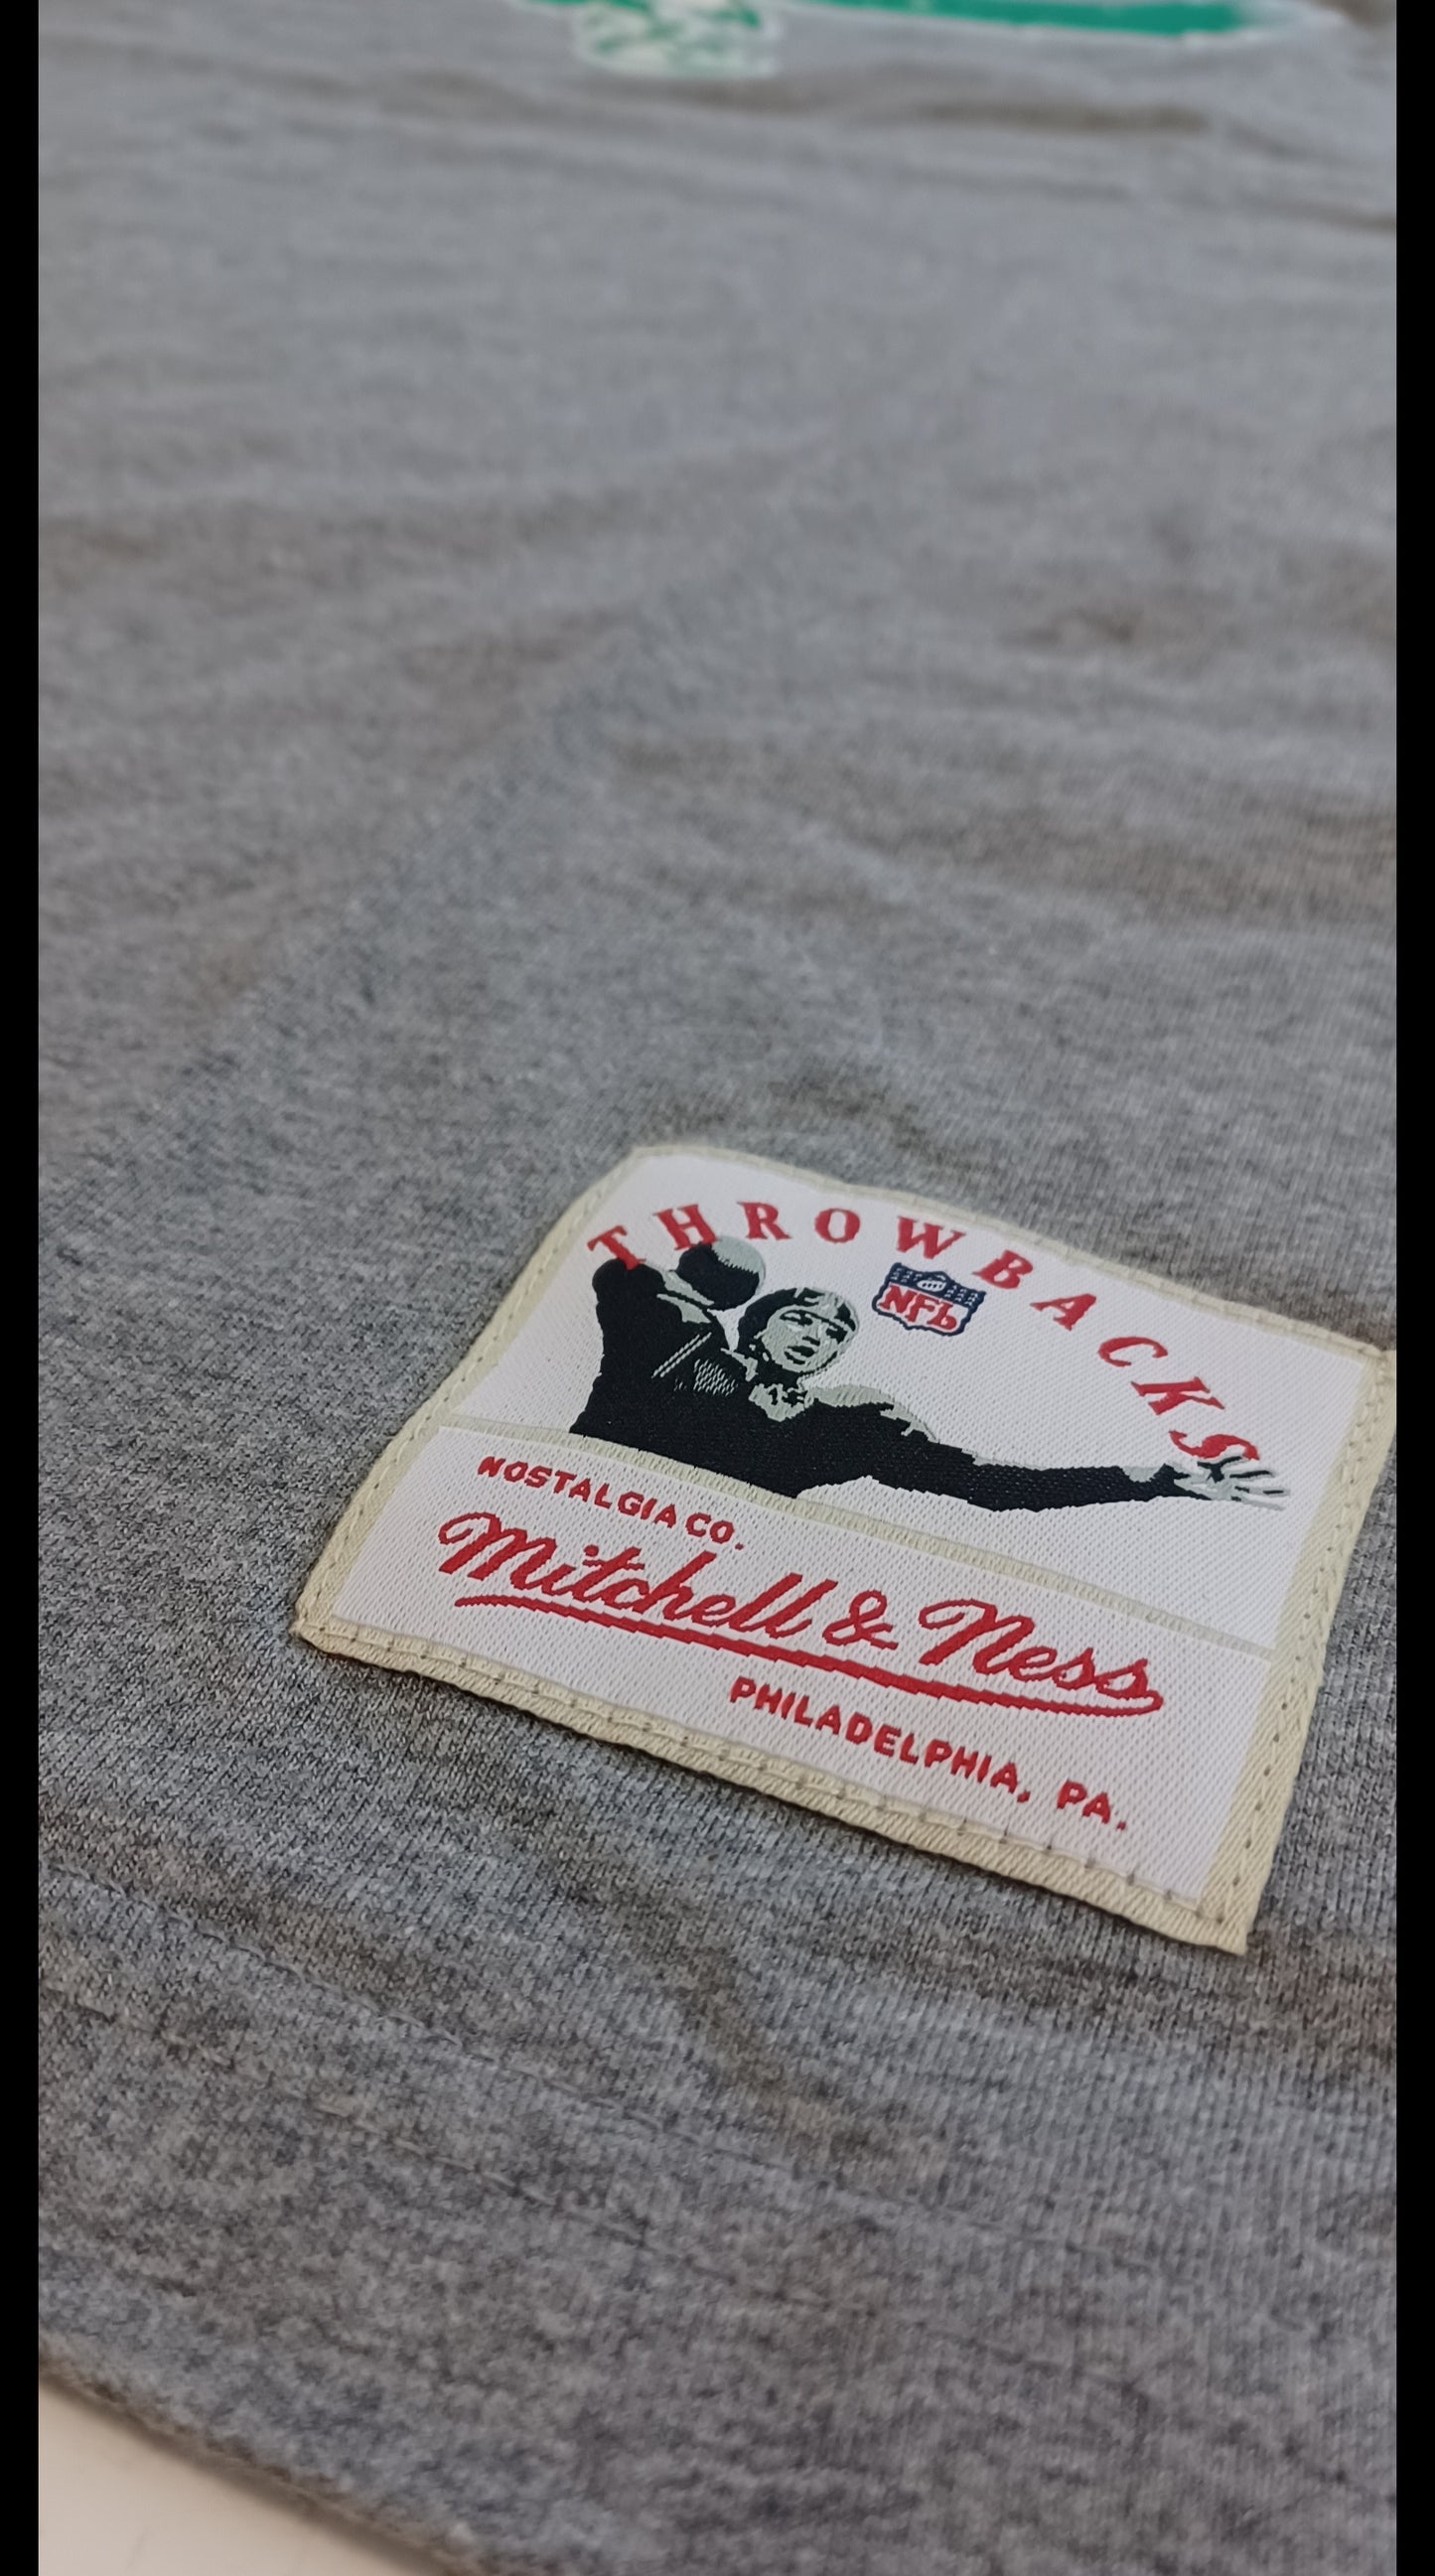 THROWBACKS
NFL
NOSTALGIA CO.
Mitchell & Ness
PHILADELPHIA, PA.